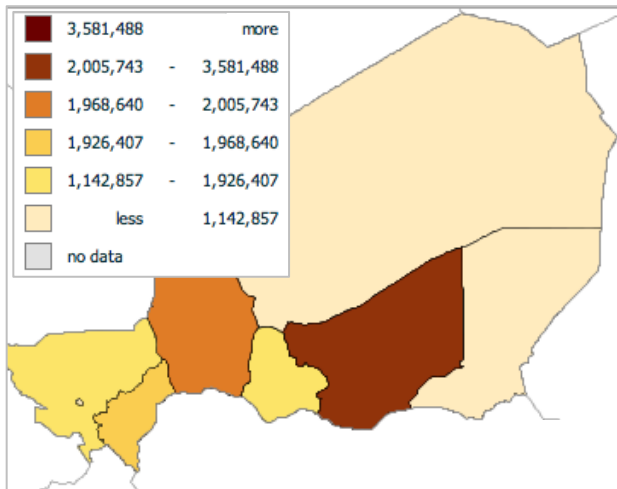 3,581,488 more
2,005,743 - 3,581,488
1,968,640 - 2,005,743
1,926,407 - 1,968,640
1,142,857 - 1,926,407
less 1,142,857
no data